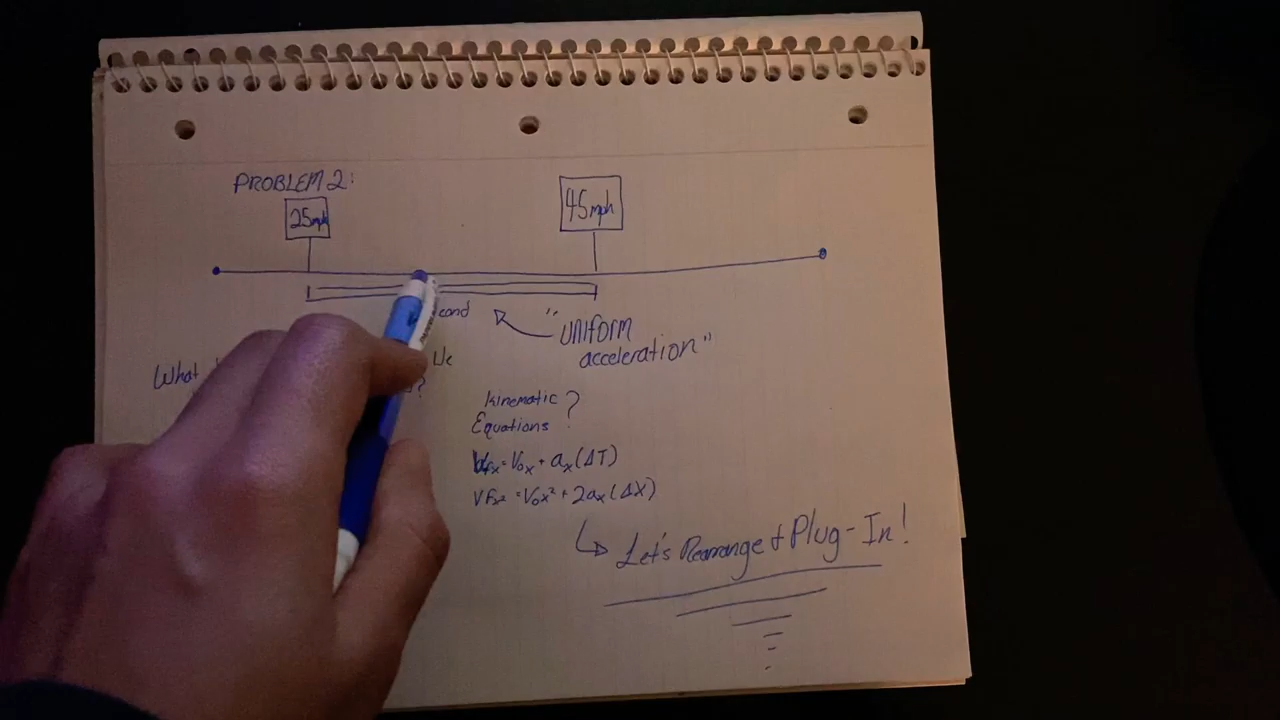 PROBLEM 2:
25mph
45mph
cond
"UNIFORM
acceleration"
What
?
Kinematic ?
Equations
Vfx = Vox + ax(ΔT)
VFx² = Vox² + 2ax(ΔX)
↳ Let's Rearrange + Plug-In!